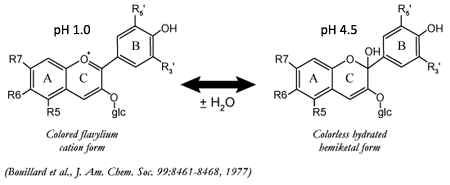 pH 1.0
pH 4.5
R5'
OH
B
R3'
O+
R7
A
C
R6
R5
O
glc
± H2O
R5'
OH
B
R3'
OH
O
R7
A
C
R6
R5
O
glc
Colored flavylium
cation form
Colorless hydrated
hemiketal form
(Bouillard et al., J. Am. Chem. Soc. 99:8461-8468, 1977)